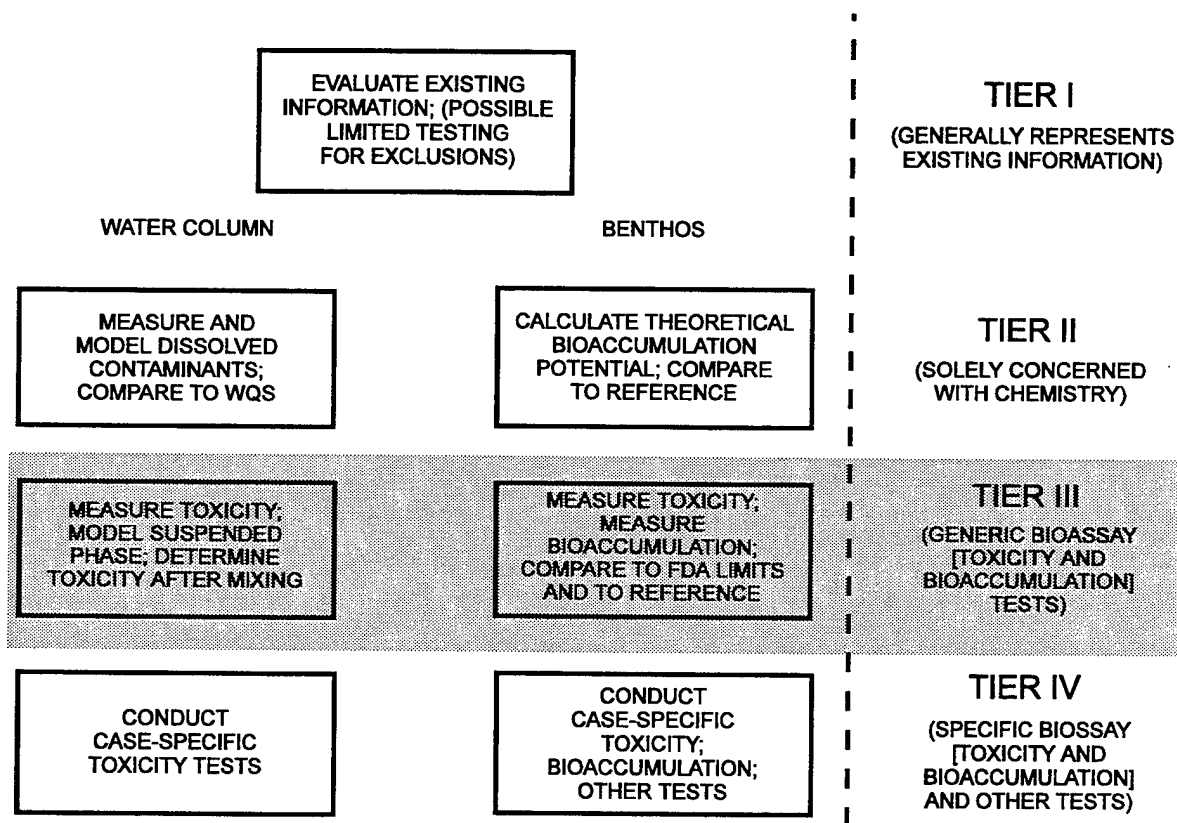 EVALUATE EXISTING
INFORMATION; (POSSIBLE
LIMITED TESTING
FOR EXCLUSIONS)
TIER I
(GENERALLY REPRESENTS
EXISTING INFORMATION)
WATER COLUMN
BENTHOS
MEASURE AND
MODEL DISSOLVED
CONTAMINANTS;
COMPARE TO WQS
CALCULATE THEORETICAL
BIOACCUMULATION
POTENTIAL; COMPARE
TO REFERENCE
TIER II
(SOLELY CONCERNED
WITH CHEMISTRY)
MEASURE TOXICITY;
MODEL SUSPENDED
PHASE; DETERMINE
TOXICITY AFTER MIXING
MEASURE TOXICITY;
MEASURE
BIOACCUMULATION;
COMPARE TO FDA LIMITS
AND TO REFERENCE
TIER III
(GENERIC BIOASSAY
[TOXICITY AND
BIOACCUMULATION]
TESTS)
CONDUCT
CASE-SPECIFIC
TOXICITY TESTS
CONDUCT
CASE-SPECIFIC
TOXICITY;
BIOACCUMULATION;
OTHER TESTS
TIER IV
(SPECIFIC BIOSSAY
[TOXICITY AND
BIOACCUMULATION]
AND OTHER TESTS)